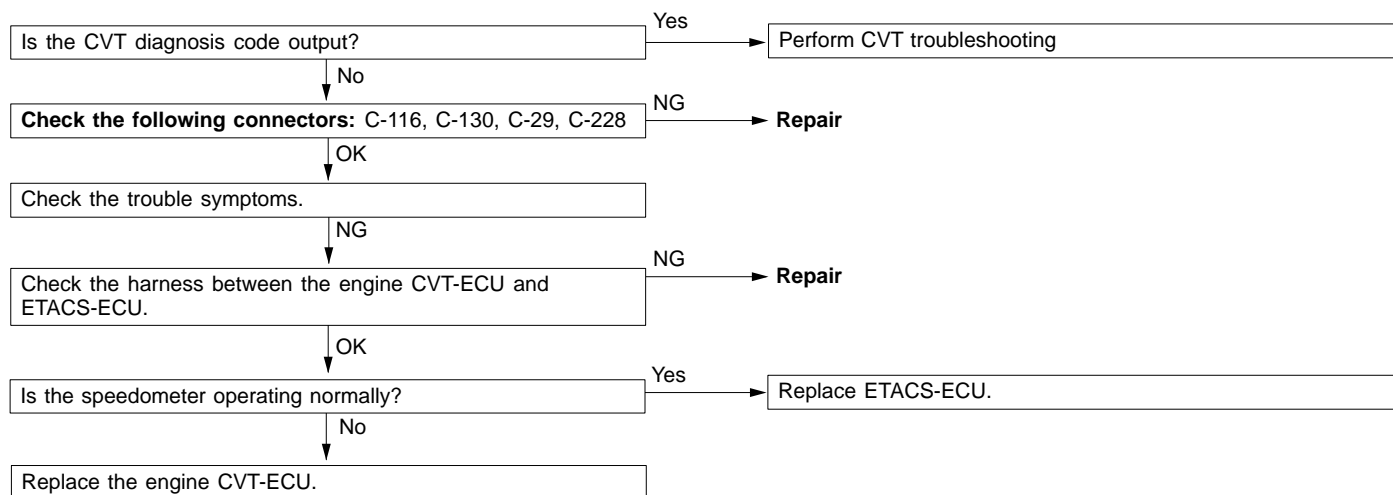 Is the CVT diagnosis code output?
Yes
Perform CVT troubleshooting
No
Check the following connectors: C-116, C-130, C-29, C-228
NG
Repair
OK
Check the trouble symptoms.
NG
Check the harness between the engine CVT-ECU and
ETACS-ECU.
NG
Repair
OK
Is the speedometer operating normally?
Yes
Replace ETACS-ECU.
No
Replace the engine CVT-ECU.